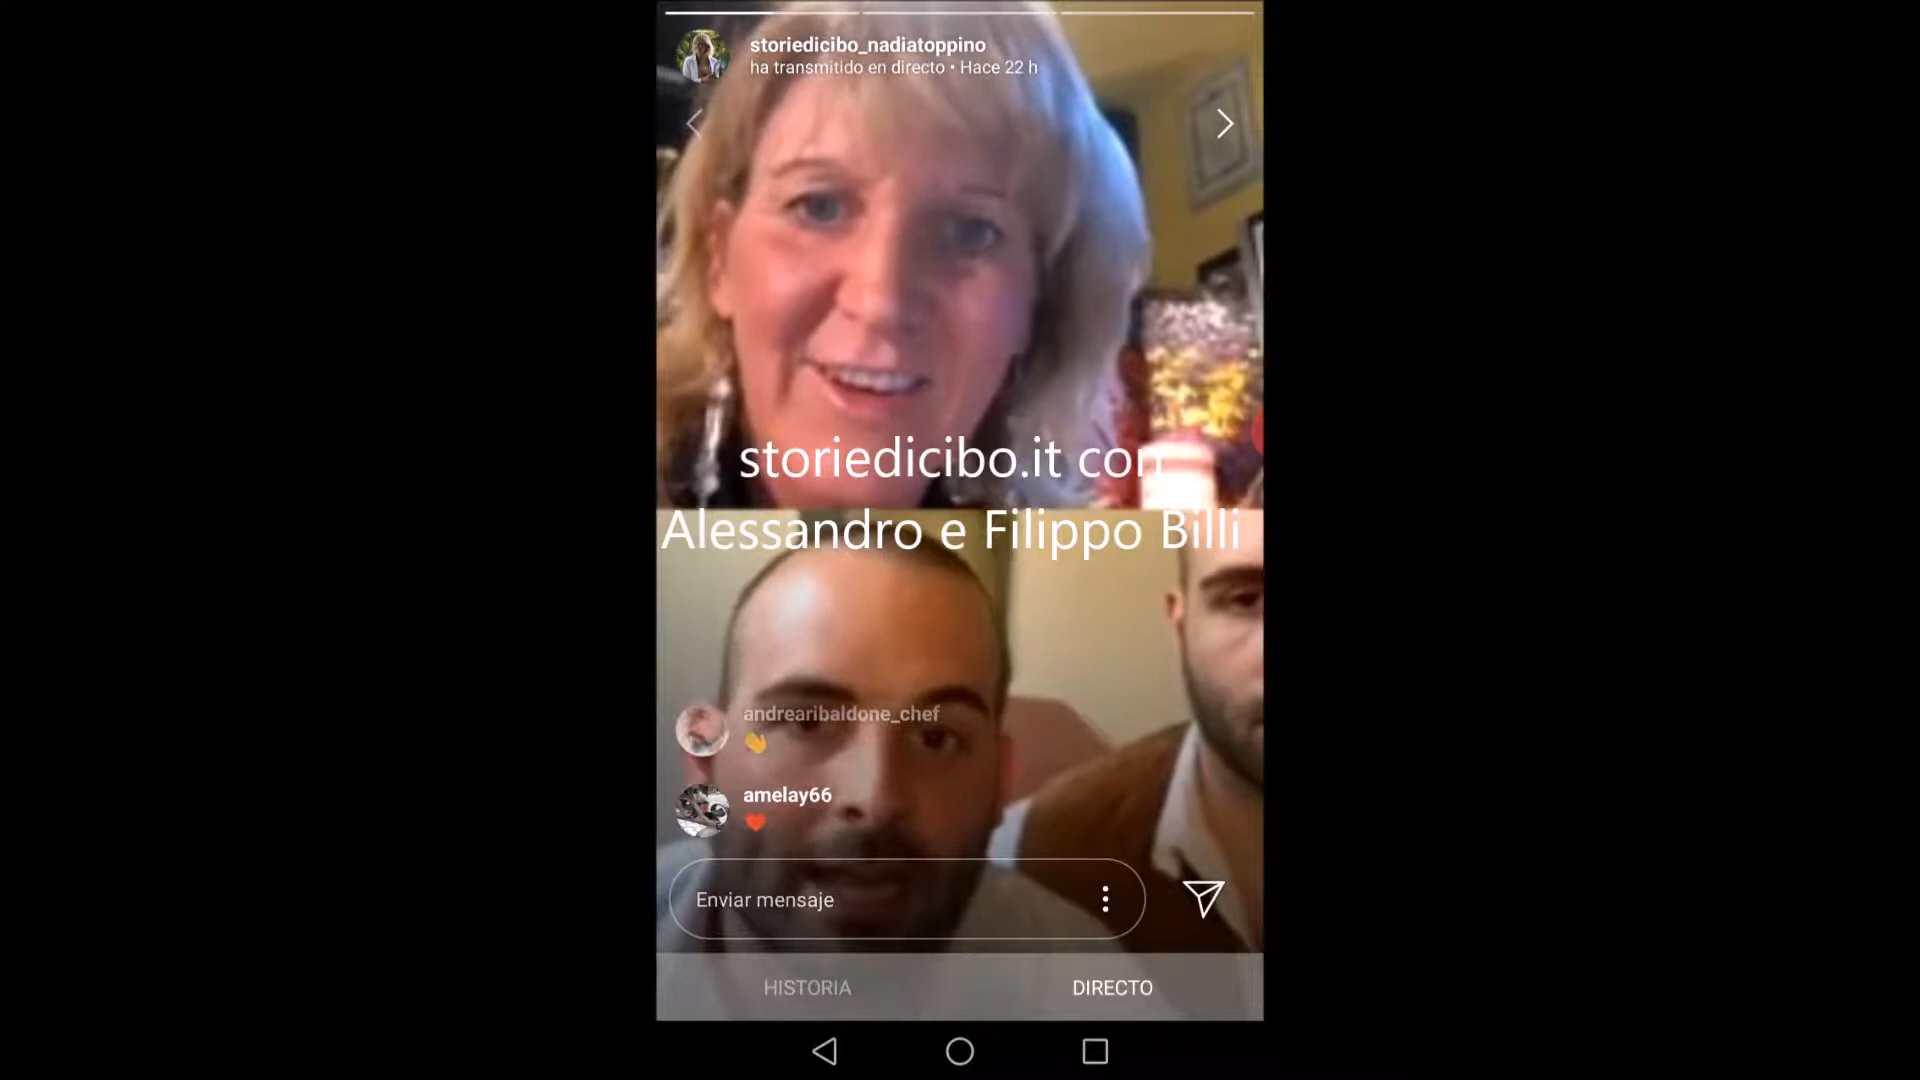 storiedicibo_nadiatoppino
ha transmitido en directo • Hace 22 h
storiedicibo.it con
Alessandro e Filippo Billi
andrearibaldone_chef
👋
amelay66
❤️
Enviar mensaje
HISTORIA
DIRECTO